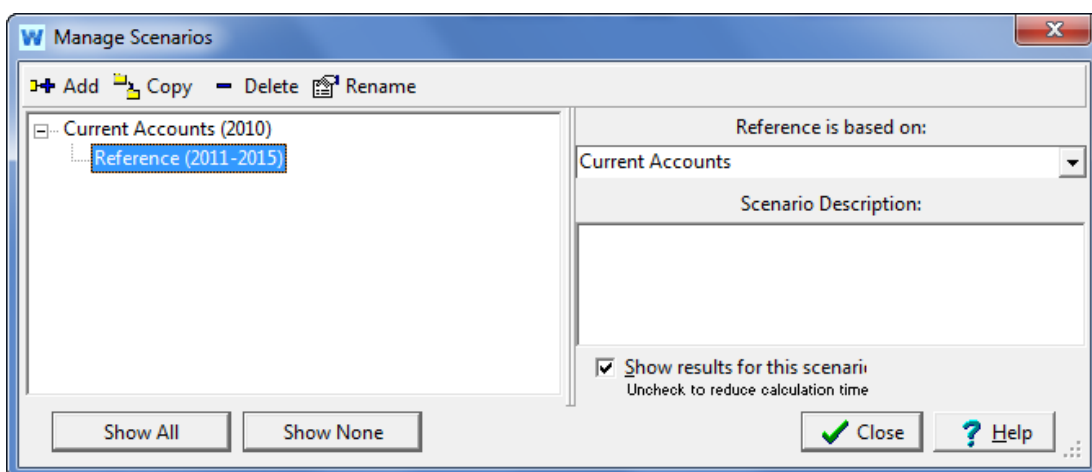 W Manage Scenarios
Add Copy Delete Rename
Current Accounts (2010)
Reference (2011-2015)
Reference is based on:
Current Accounts
Scenario Description:
Show results for this scenari
Uncheck to reduce calculation time
Show All Show None Close Help